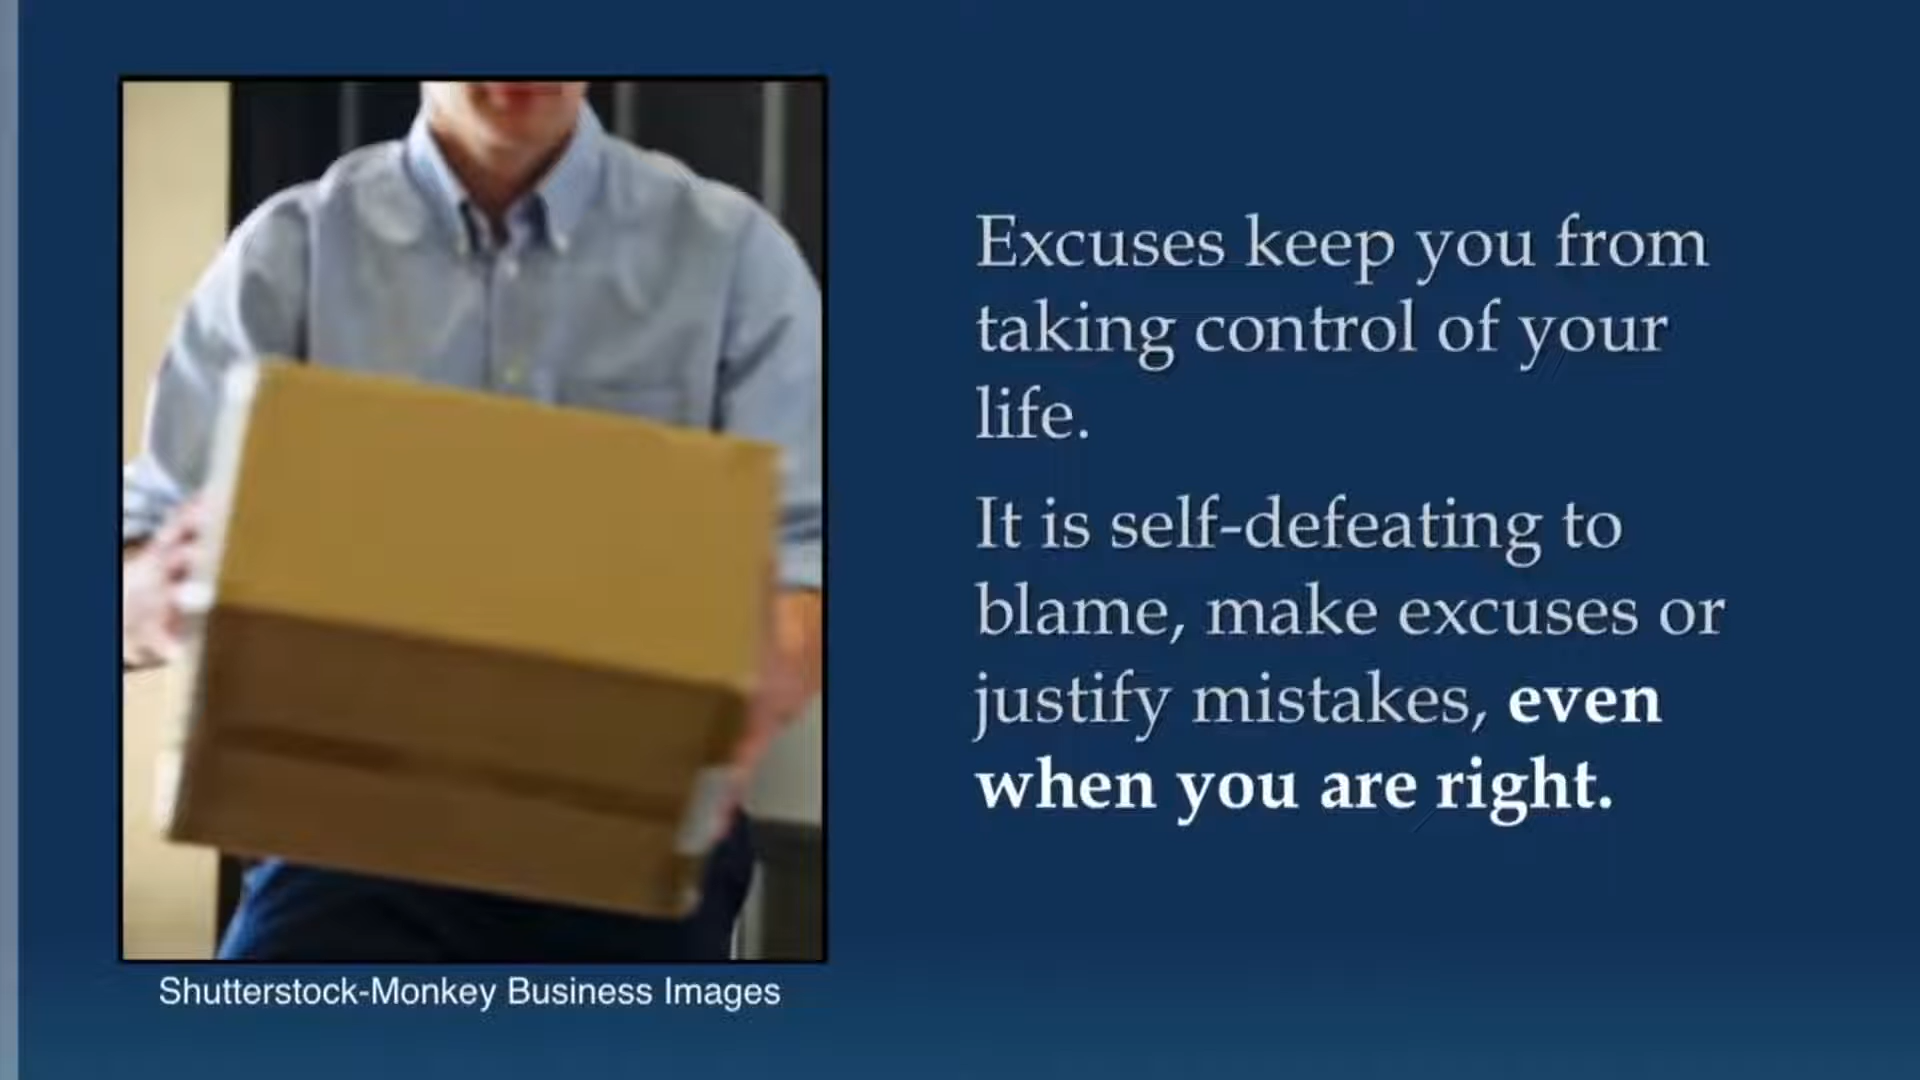 Excuses keep you from
taking control of your
life.
It is self-defeating to
blame, make excuses or
justify mistakes, even
when you are right.
Shutterstock-Monkey Business Images